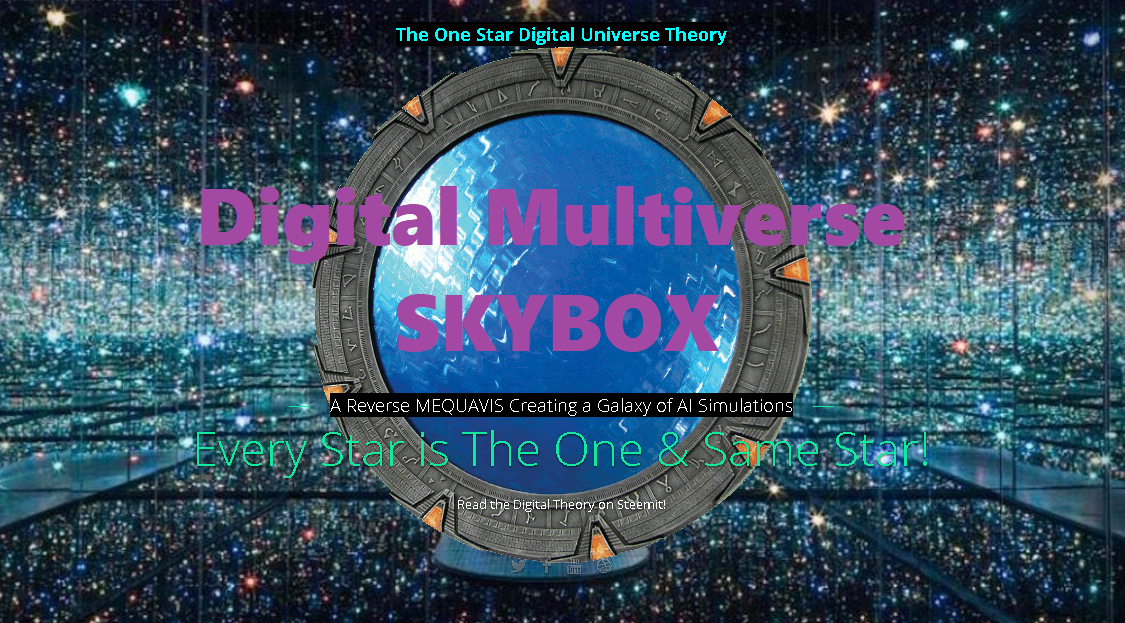 The One Star Digital Universe Theory
Digital Multiverse
SKYBOX
A Reverse MEQUAVIS Creating a Galaxy of AI Simulations
Every Star is The One & Same Star!
Read the Digital Theory on Steemit!